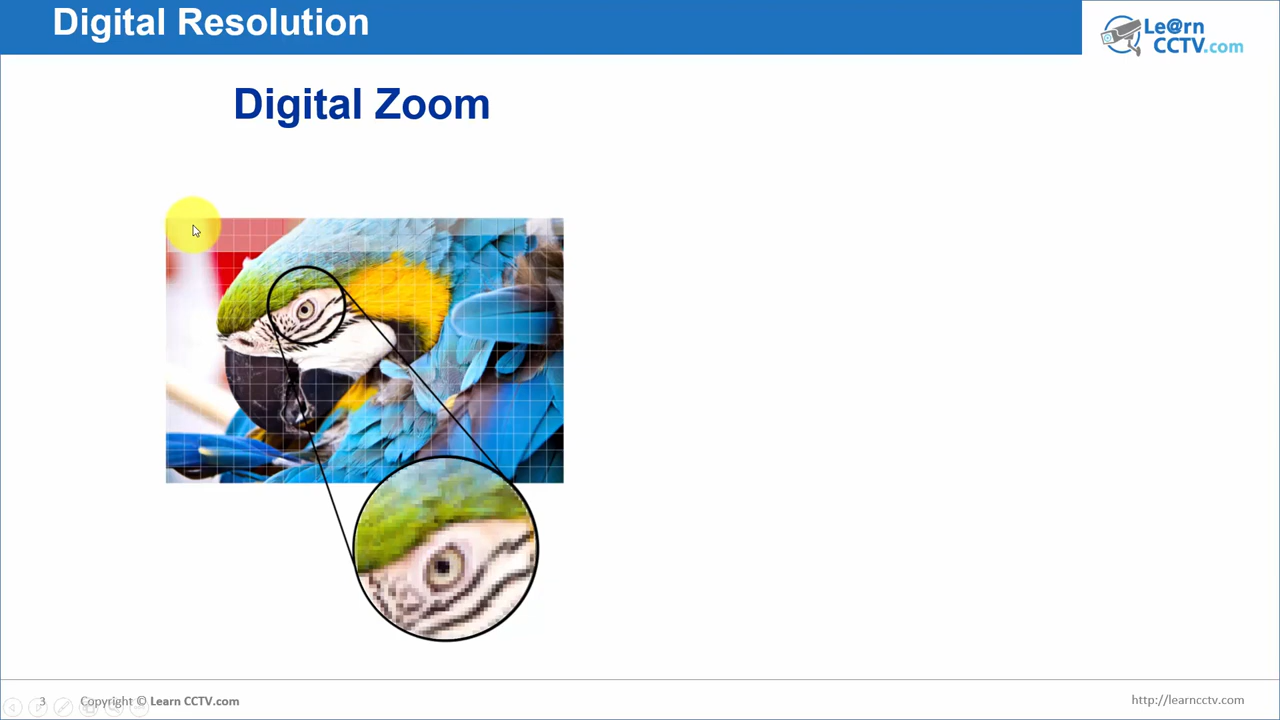 Digital Resolution
Le@rn
CCTV.com
Digital Zoom
3
Copyright © Learn CCTV.com
http://learncctv.com